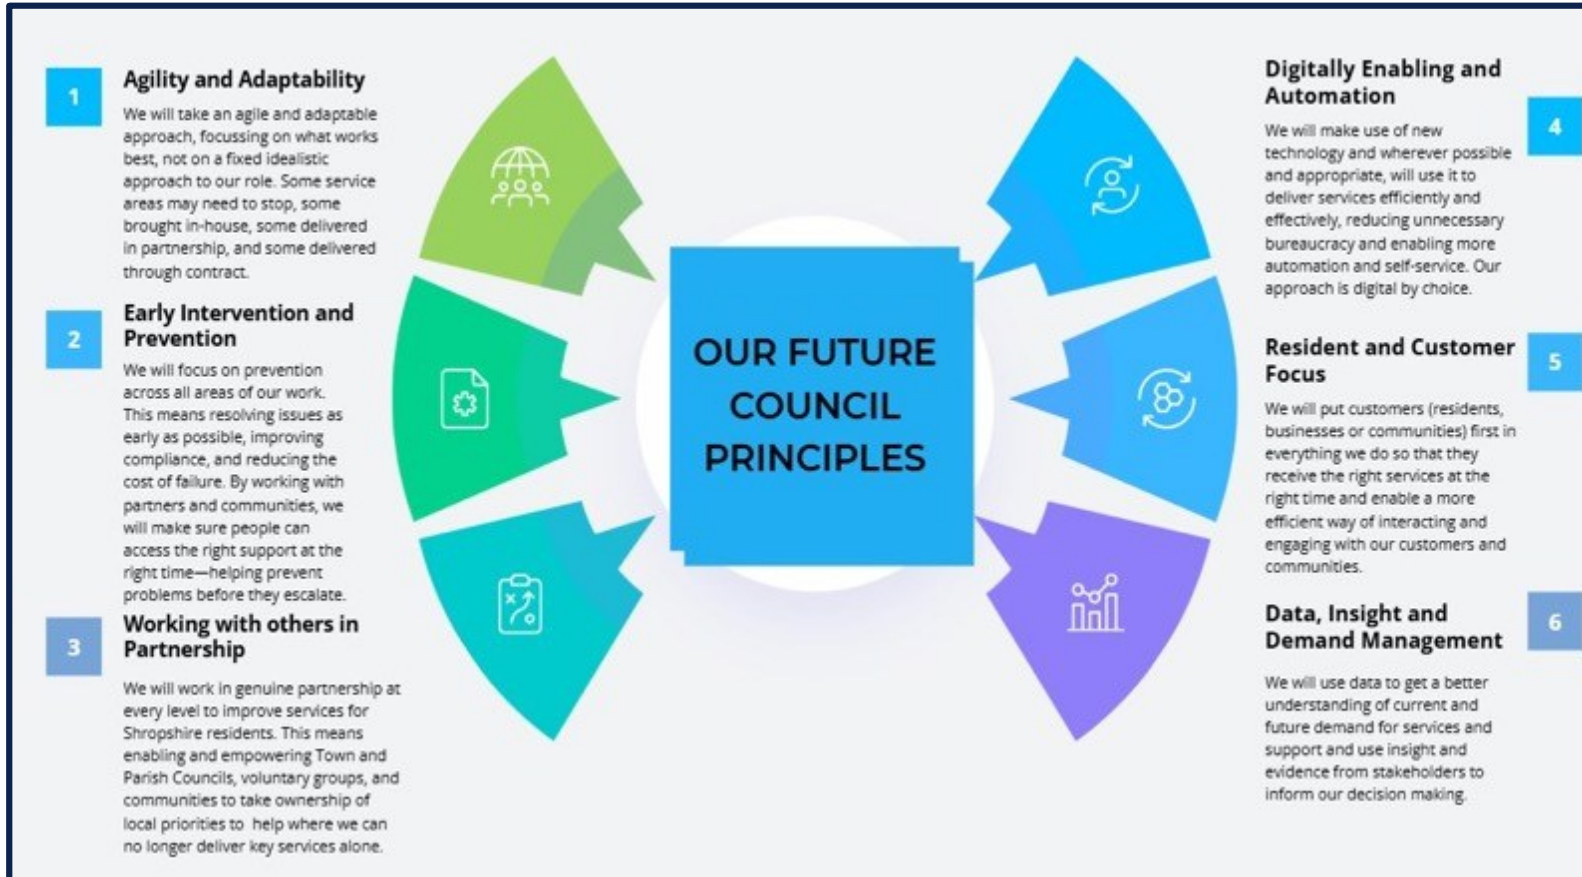 1
Agility and Adaptability
We will take an agile and adaptable
approach, focussing on what works
best, not on a fixed idealistic
approach to our role. Some service
areas may need to stop, some
brought in-house, some delivered
in partnership, and some delivered
through contract.
2
Early Intervention and
Prevention
We will focus on prevention
across all areas of our work.
This means resolving issues as
early as possible, improving
compliance, and reducing the
cost of failure. By working with
partners and communities, we
will make sure people can
access the right support at the
right time—helping prevent
problems before they escalate.
3
Working with others in
Partnership
We will work in genuine partnership at
every level to improve services for
Shropshire residents. This means
enabling and empowering Town and
Parish Councils, voluntary groups, and
communities to take ownership of
local priorities to help where we can
no longer deliver key services alone.
OUR FUTURE
COUNCIL
PRINCIPLES
Digitally Enabling and
Automation
4
We will make use of new
technology and wherever possible
and appropriate, will use it to
deliver services efficiently and
effectively, reducing unnecessary
bureaucracy and enabling more
automation and self-service. Our
approach is digital by choice.
Resident and Customer
Focus
5
We will put customers (residents,
businesses or communities) first in
everything we do so that they
receive the right services at the
right time and enable a more
efficient way of interacting and
engaging with our customers and
communities.
Data, Insight and
Demand Management
6
We will use data to get a better
understanding of current and
future demand for services and
support and use insight and
evidence from stakeholders to
inform our decision making.